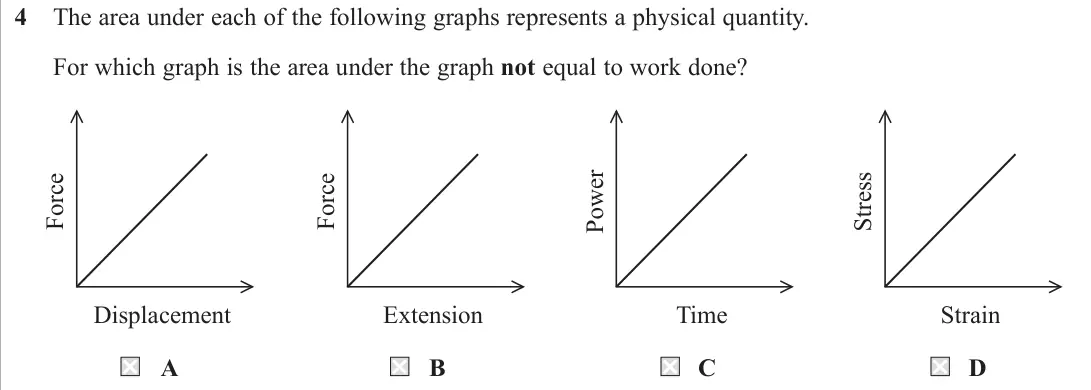 4 The area under each of the following graphs represents a physical quantity.
For which graph is the area under the graph not equal to work done?
Force
Displacement
A
Force
Extension
B
Power
Time
C
Stress
Strain
D